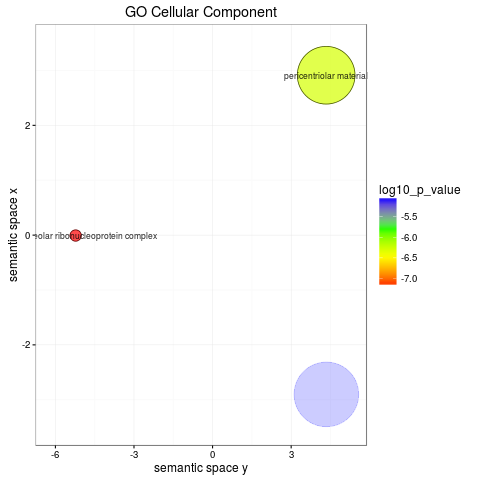 GO Cellular Component
pericentriolar material
log10_p_value
-5.5
-6.0
-6.5
-7.0
olar ribonucleoprotein complex
2
0
-2
semantic space x
-6
-3
0
3
semantic space y